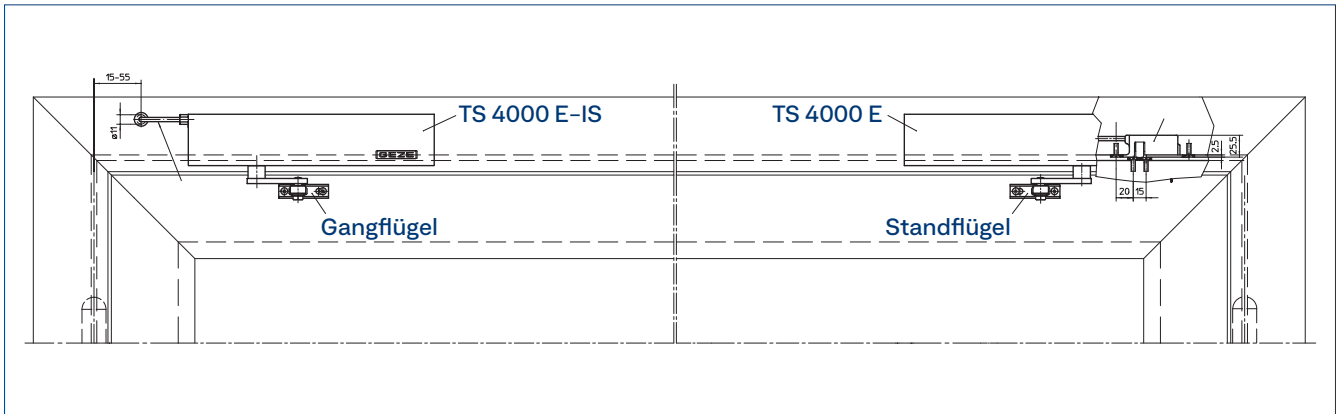 15-55
ø11
TS 4000 E-IS
TS 4000 E
GEZE
2,5
25,5
20
15
Gangflügel
Standflügel